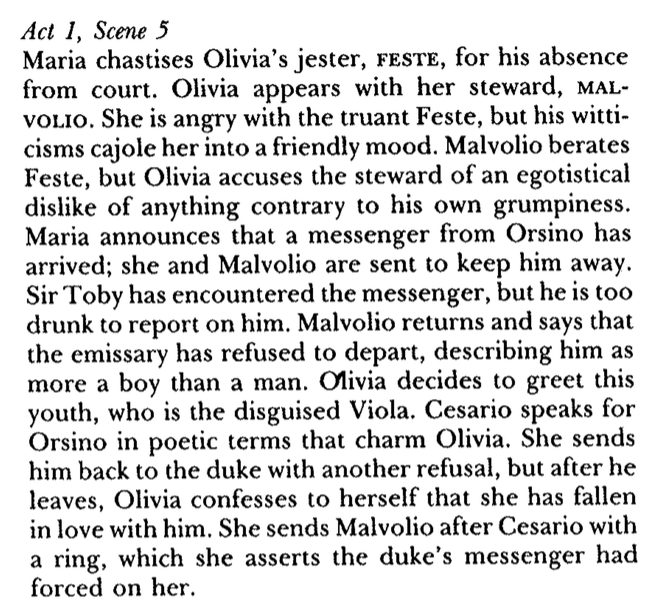 Act 1, Scene 5
Maria chastises Olivia's jester, FESTE, for his absence
from court. Olivia appears with her steward, MAL-
VOLIO. She is angry with the truant Feste, but his witti-
cisms cajole her into a friendly mood. Malvolio berates
Feste, but Olivia accuses the steward of an egotistical
dislike of anything contrary to his own grumpiness.
Maria announces that a messenger from Orsino has
arrived; she and Malvolio are sent to keep him away.
Sir Toby has encountered the messenger, but he is too
drunk to report on him. Malvolio returns and says that
the emissary has refused to depart, describing him as
more a boy than a man. Olivia decides to greet this
youth, who is the disguised Viola. Cesario speaks for
Orsino in poetic terms that charm Olivia. She sends
him back to the duke with another refusal, but after he
leaves, Olivia confesses to herself that she has fallen
in love with him. She sends Malvolio after Cesario with
a ring, which she asserts the duke's messenger had
forced on her.